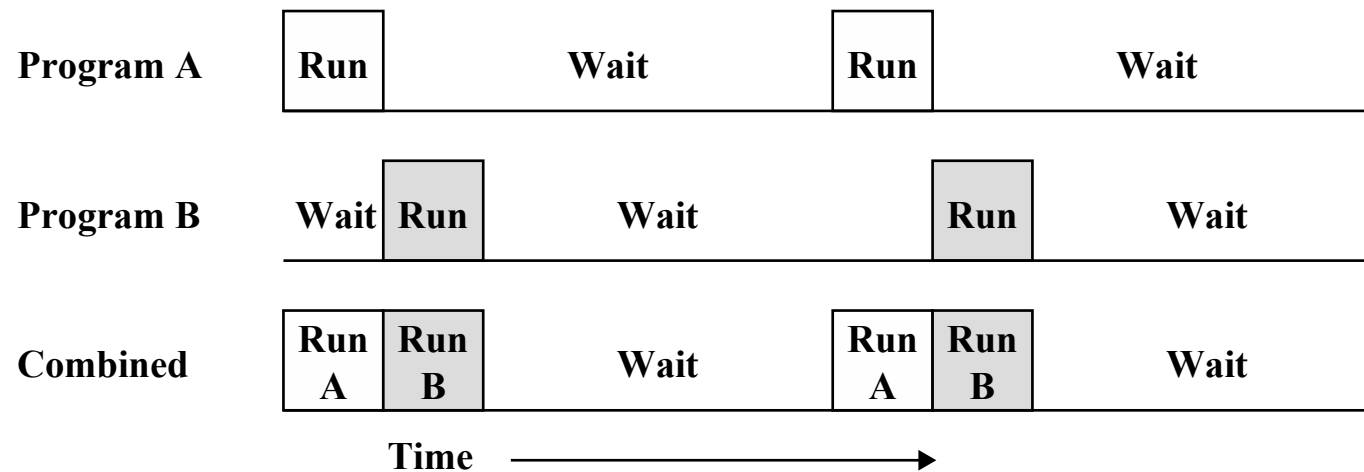 Program A Run Wait Run Wait
Program B Wait Run Wait Run Wait
Combined Run A Run B Wait Run A Run B Wait
Time